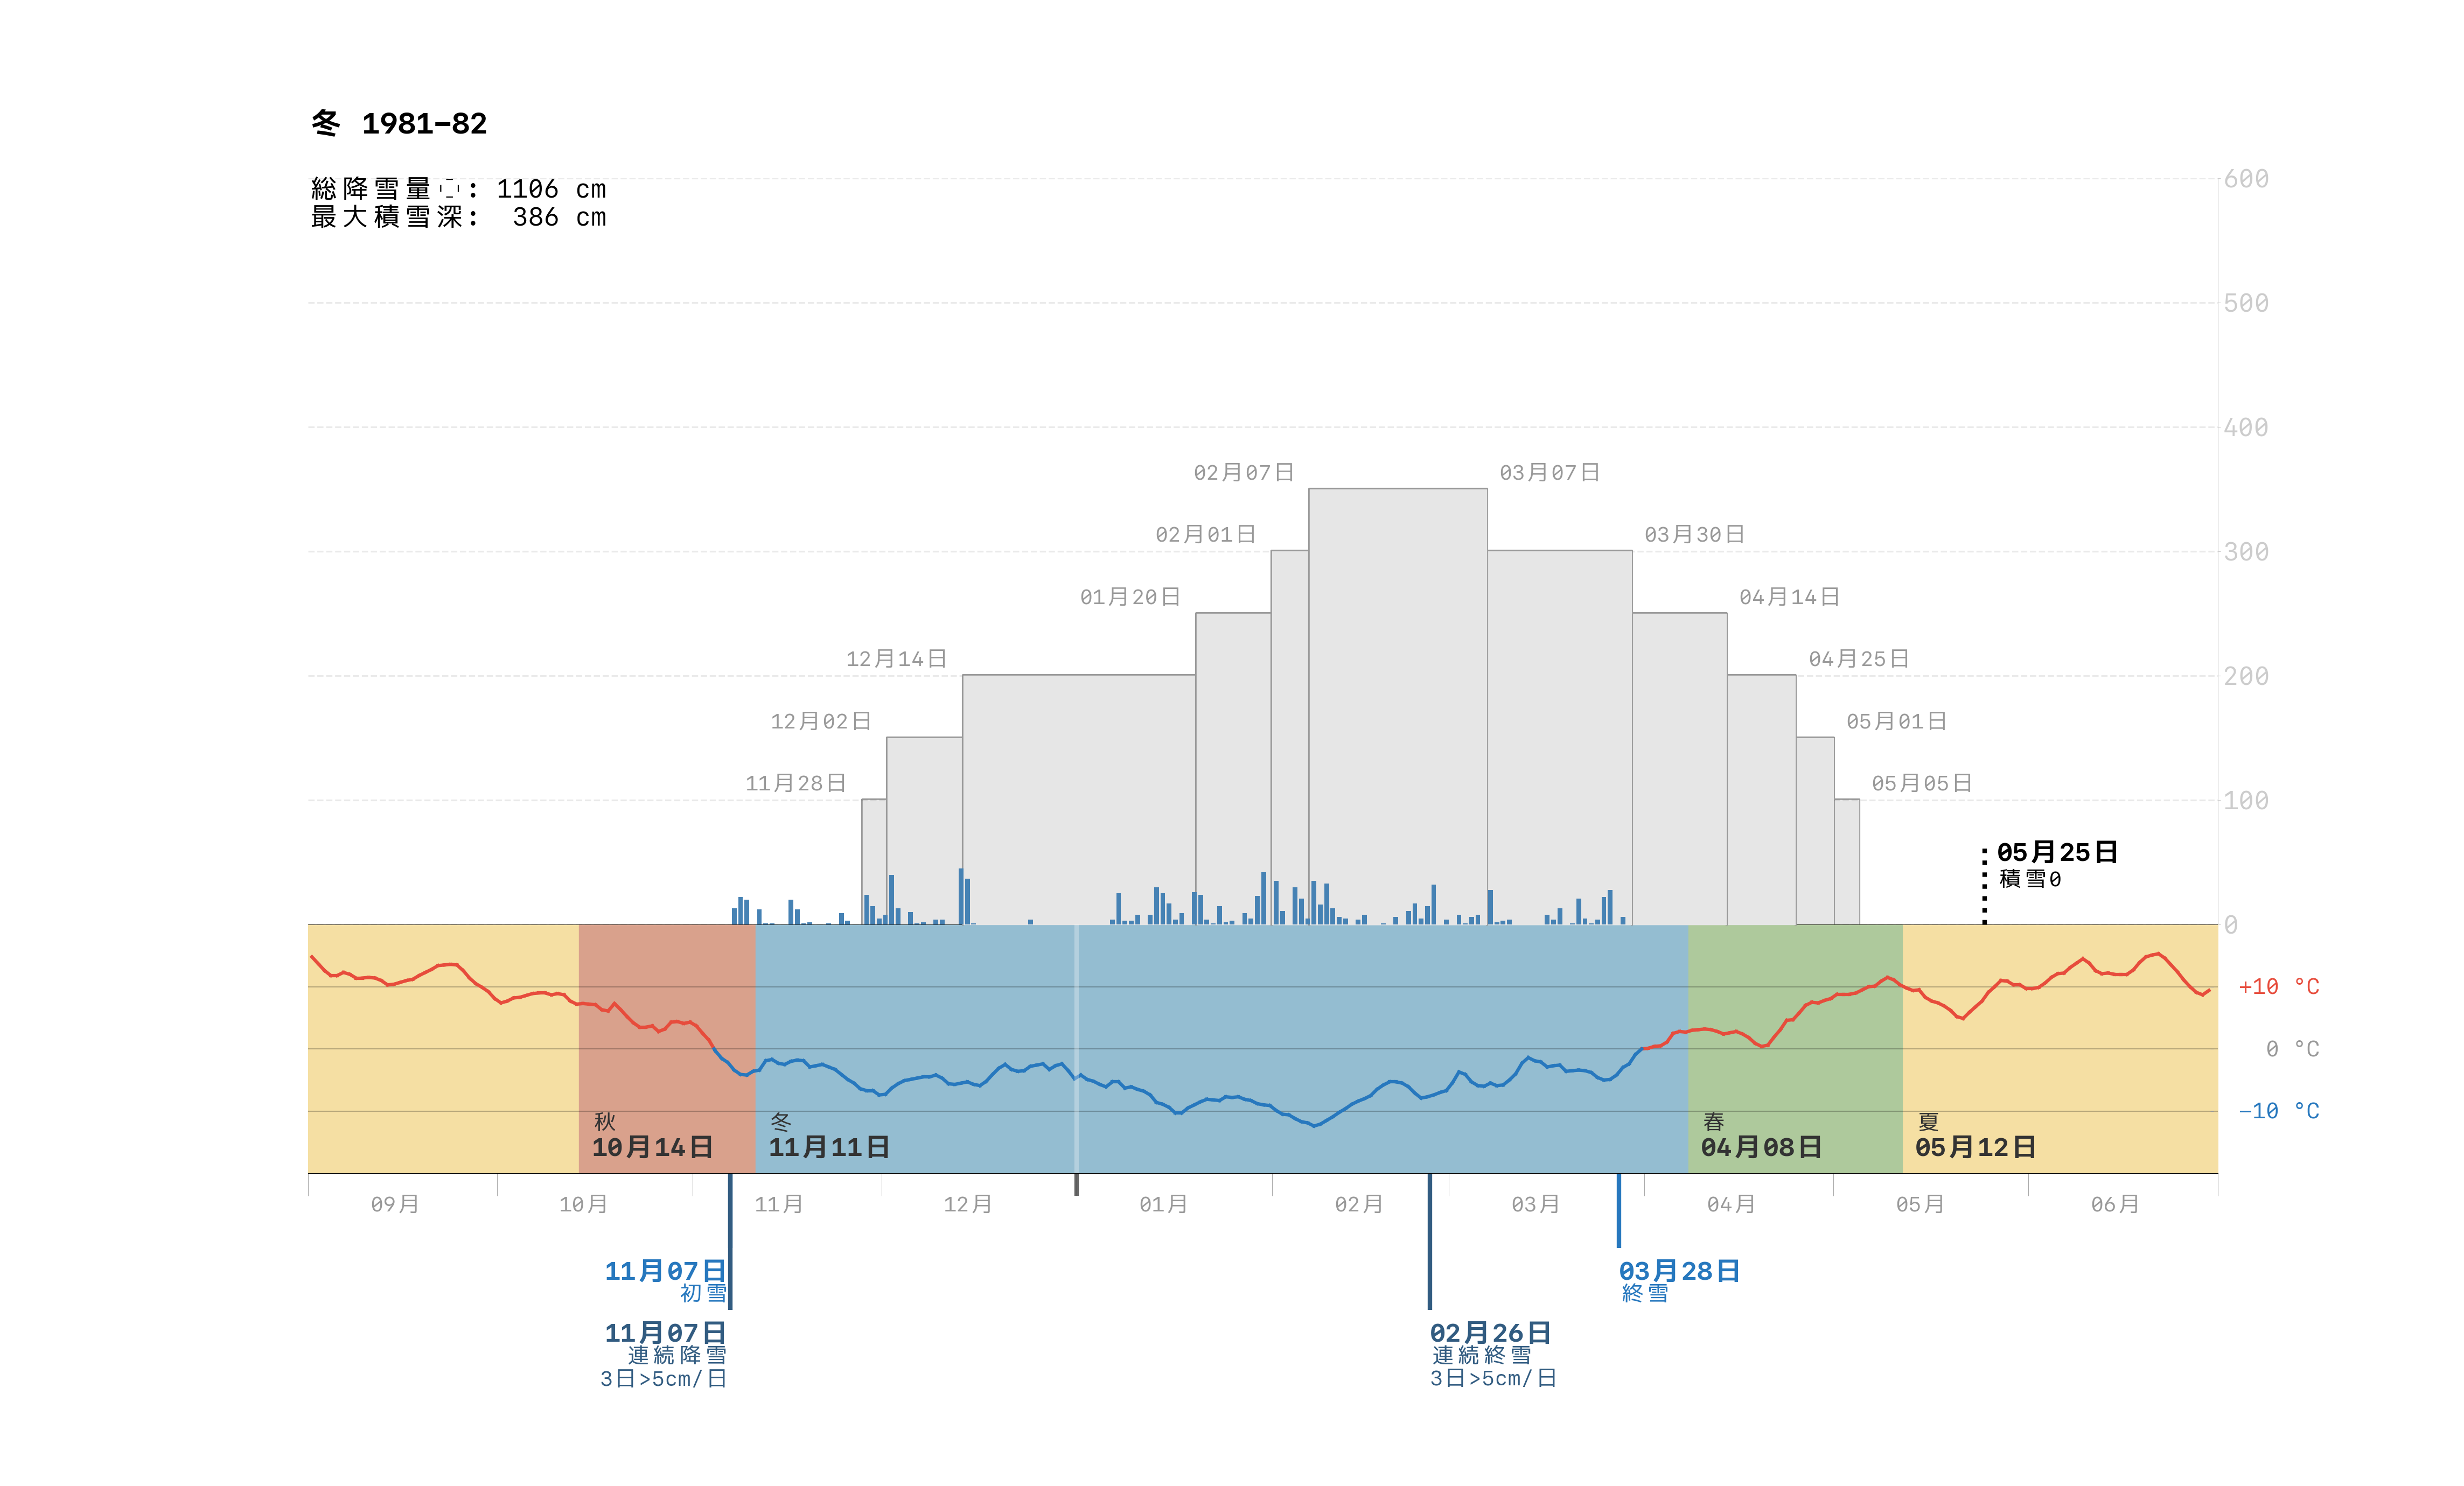 冬 1981–82
総降雪量◌: 1106 cm
最大積雪深: 386 cm
600
500
400
02月07日
03月07日
02月01日
03月30日
300
01月20日
04月14日
12月14日
04月25日
200
12月02日
05月01日
11月28日
05月05日
100
05月25日
積雪0
0
+10 °C
0 °C
−10 °C
秋
10月14日
冬
11月11日
春
04月08日
夏
05月12日
09月
10月
11月
12月
01月
02月
03月
04月
05月
06月
11月07日
初雪
03月28日
終雪
11月07日
連続降雪
3日>5cm/日
02月26日
連続終雪
3日>5cm/日